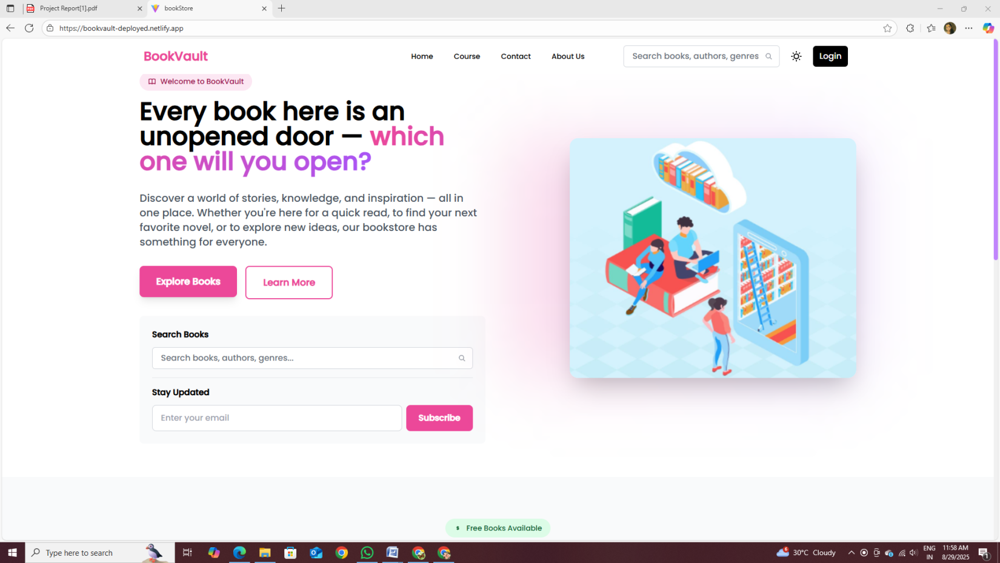 Project Report[1].pdf
bookStore
https://bookvault-deployed.netlify.app
BookVault
Home
Course
Contact
About Us
Search books, authors, genres
Login
Welcome to BookVault
Every book here is an
unopened door — which
one will you open?
Discover a world of stories, knowledge, and inspiration — all in
one place. Whether you're here for a quick read, to find your next
favorite novel, or to explore new ideas, our bookstore has
something for everyone.
Explore Books
Learn More
Search Books
Search books, authors, genres...
Stay Updated
Enter your email
Subscribe
$ Free Books Available
Type here to search
6
30°C Cloudy
ENG
IN
11:58 AM
8/29/2025
1